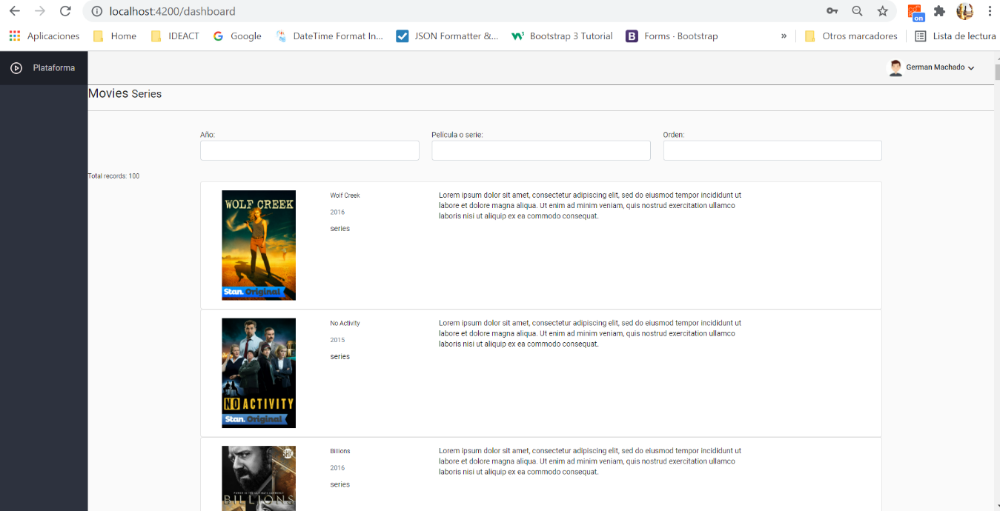 localhost:4200/dashboard
on
Aplicaciones Home IDEACT Google DateTime Format In... JSON Formatter &... Bootstrap 3 Tutorial B Forms · Bootstrap » Otros marcadores Lista de lectura
Plataforma
German Machado
Movies Series
Año: Película o serie: Orden:
Total records: 100
WOLF CREEK
Stan. Original
Wolf Creek
2016
series
Lorem ipsum dolor sit amet, consectetur adipiscing elit, sed do eiusmod tempor incididunt ut
labore et dolore magna aliqua. Ut enim ad minim veniam, quis nostrud exercitation ullamco
laboris nisi ut aliquip ex ea commodo consequat.
NO ACTIVITY
Stan. Original
No Activity
2015
series
Lorem ipsum dolor sit amet, consectetur adipiscing elit, sed do eiusmod tempor incididunt ut
labore et dolore magna aliqua. Ut enim ad minim veniam, quis nostrud exercitation ullamco
laboris nisi ut aliquip ex ea commodo consequat.
BILLIONS
Billions
2016
series
Lorem ipsum dolor sit amet, consectetur adipiscing elit, sed do eiusmod tempor incididunt ut
labore et dolore magna aliqua. Ut enim ad minim veniam, quis nostrud exercitation ullamco
laboris nisi ut aliquip ex ea commodo consequat.